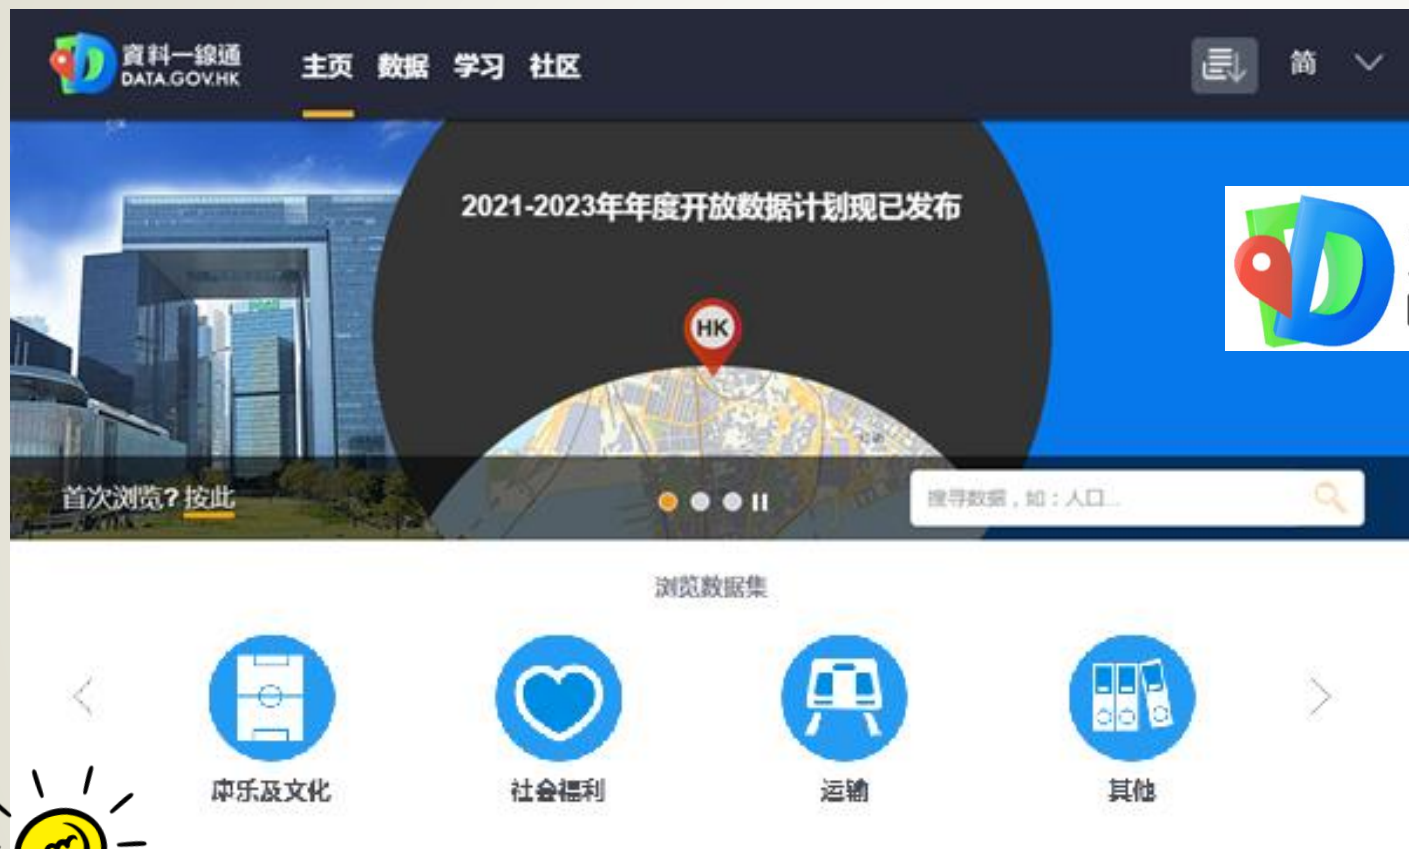 資料一線通
DATA.GOV.HK
主页 数据 学习 社区
简
2021-2023年年度开放数据计划现已发布
HK
首次浏览?按此
搜寻数据，如：人口...
浏览数据集
康乐及文化
社会福利
运输
其他